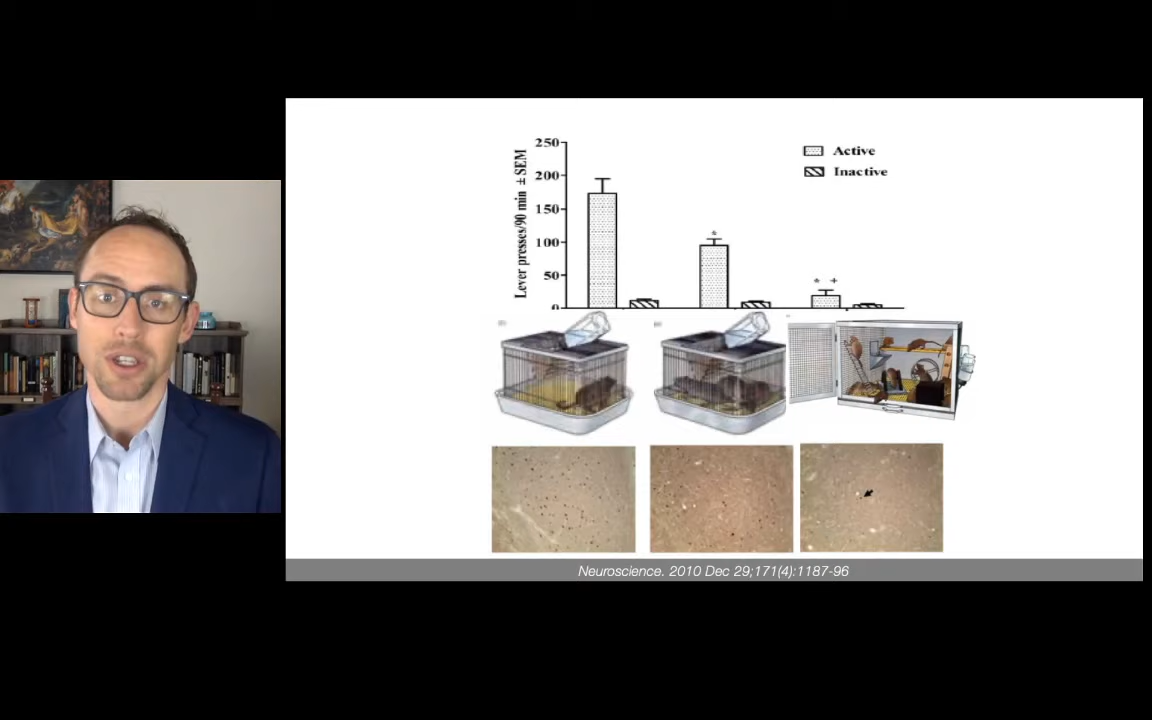 250
200
150
100
50
0
Lever presses/90 min ± SEM
Active
Inactive
*
* +
Neuroscience. 2010 Dec 29;171(4):1187-96